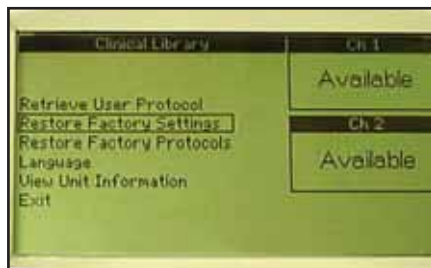 Clinical Library
Retrieve User Protocol
Restore Factory Settings
Restore Factory Protocols
Language
View Unit Information
Exit
Ch 1
Available
Ch 2
Available